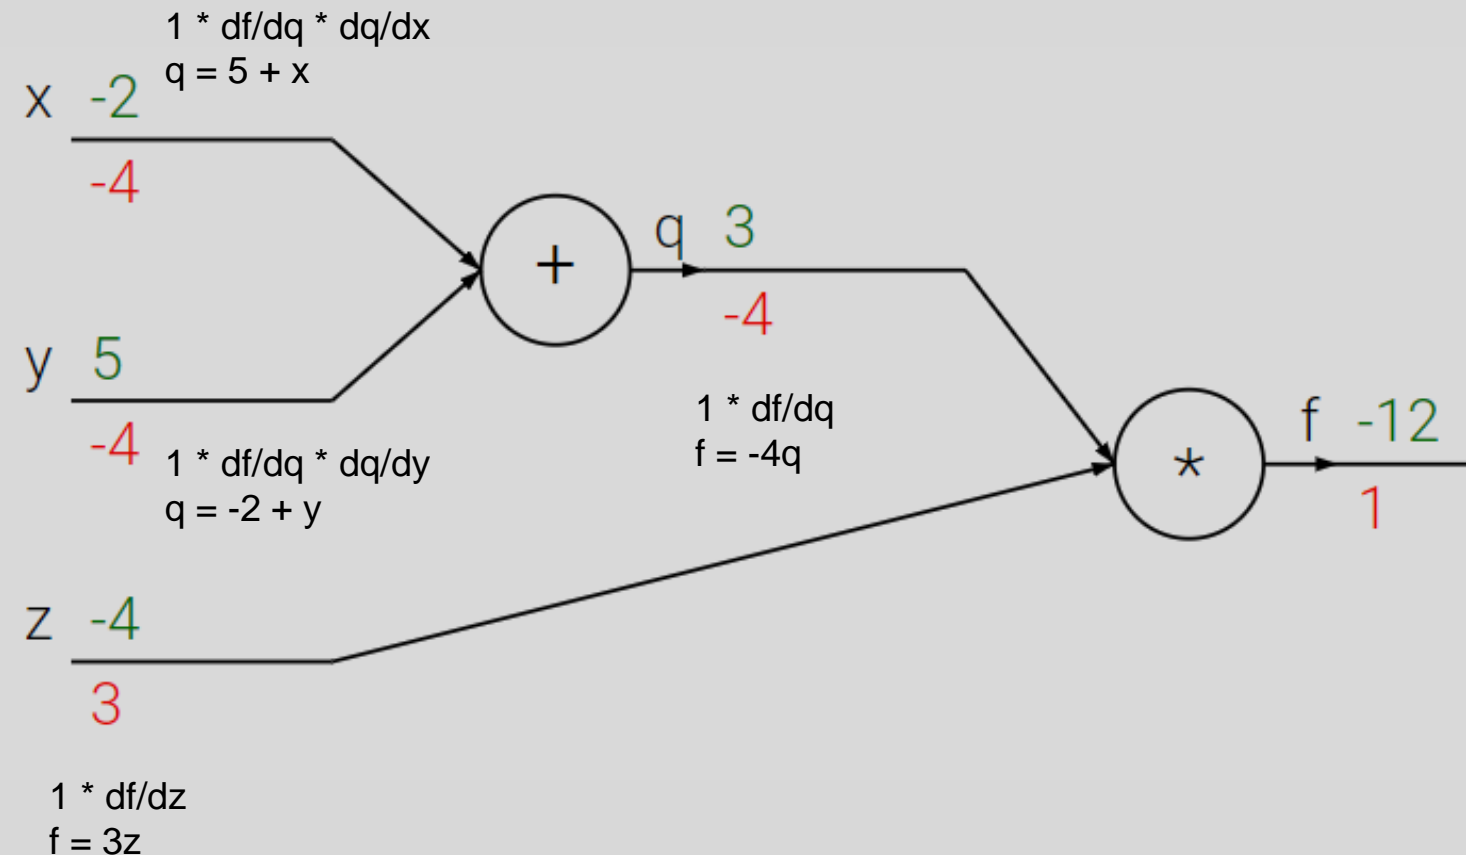 1 * df/dq * dq/dx
q = 5 + x
x -2
-4
+
q 3
-4
y 5
-4
1 * df/dq * dq/dy
q = -2 + y
1 * df/dq
f = -4q
*
f -12
1
z -4
3
1 * df/dz
f = 3z